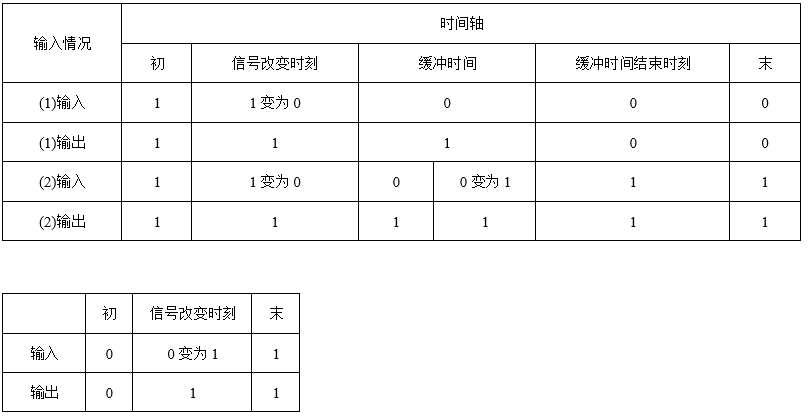 输入情况 时间轴
初 信号改变时刻 缓冲时间 缓冲时间结束时刻 末
(1)输入 1 1 变为 0 0 0 0
(1)输出 1 1 1 0 0
(2)输入 1 1 变为 0 0 0 变为 1 1 1
(2)输出 1 1 1 1 1 1
初 信号改变时刻 末
输入 0 0 变为 1 1
输出 0 1 1